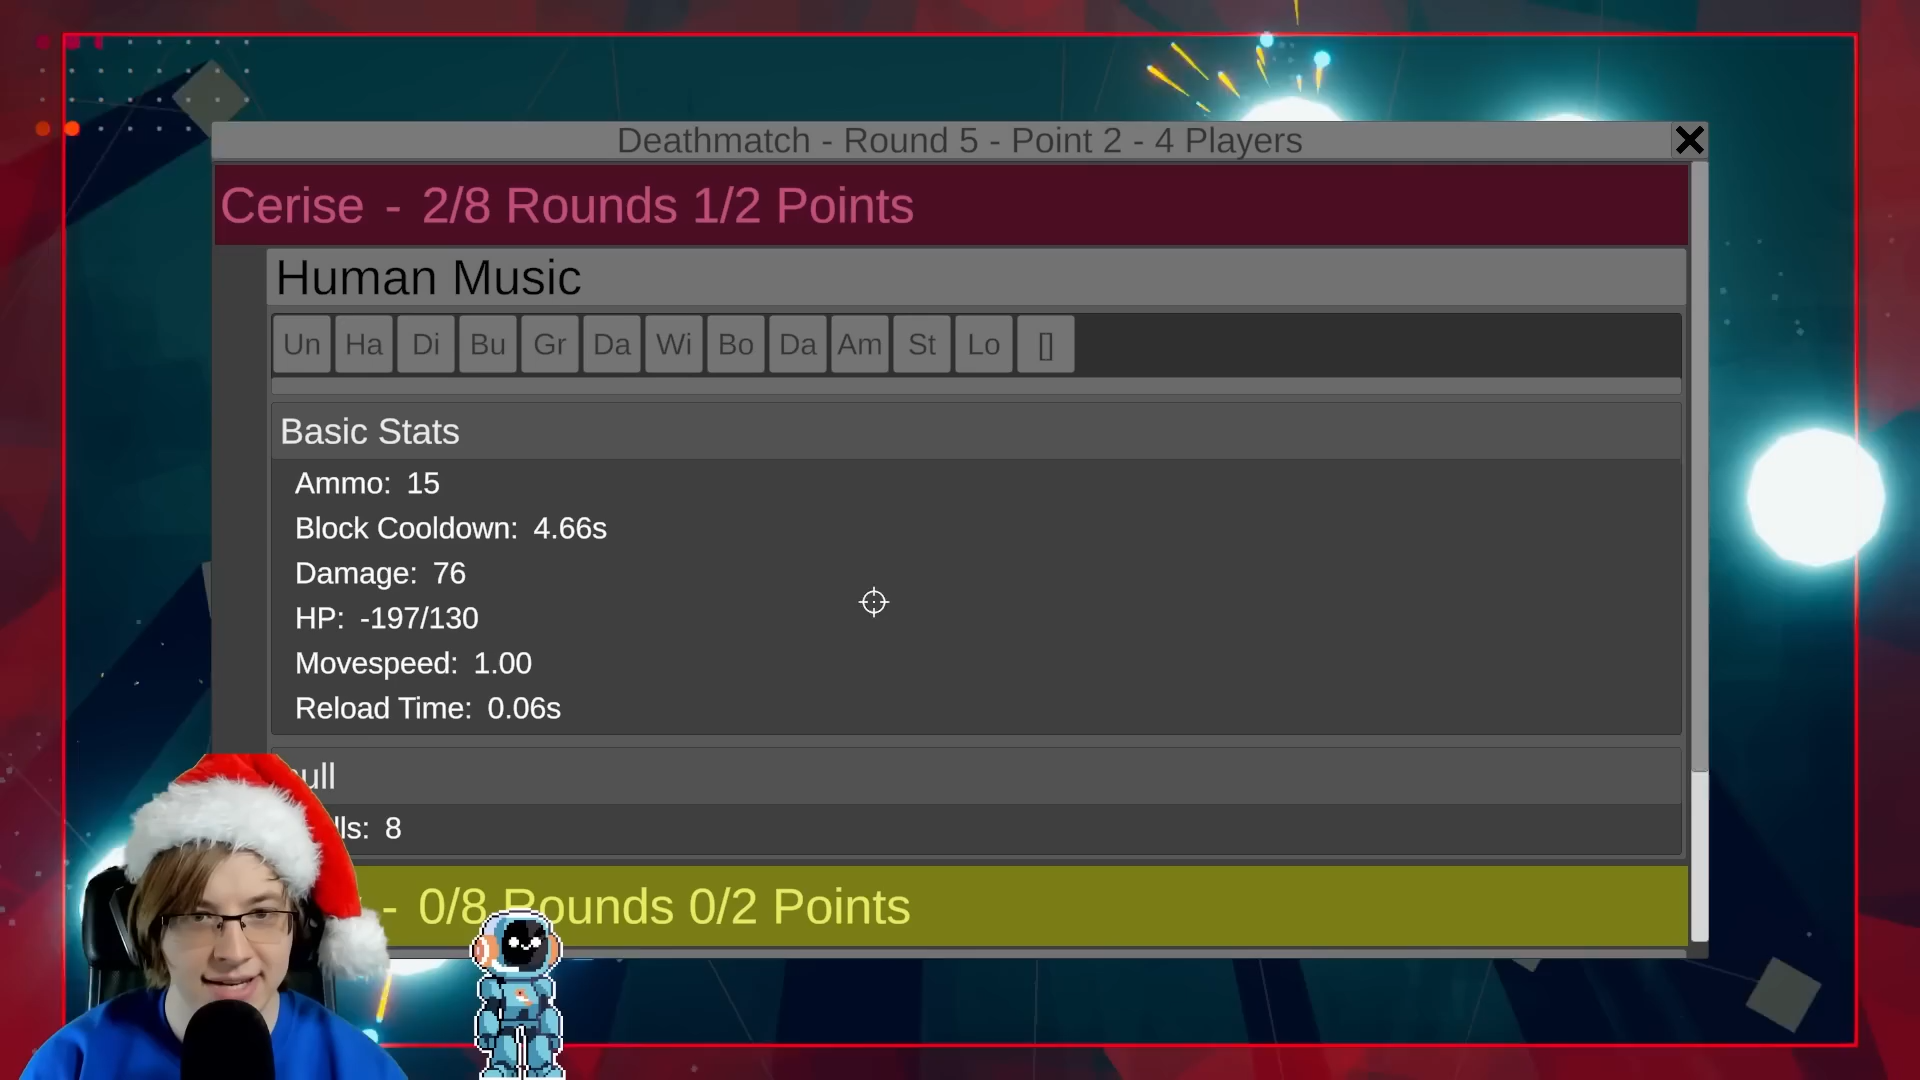 Deathmatch - Round 5 - Point 2 - 4 Players
Cerise - 2/8 Rounds 1/2 Points
Human Music
Un Ha Di Bu Gr Da Wi Bo Da Am St Lo []
Basic Stats
Ammo: 15
Block Cooldown: 4.66s
Damage: 76
HP: -197/130
Movespeed: 1.00
Reload Time: 0.06s
8
- 0/8 Rounds 0/2 Points